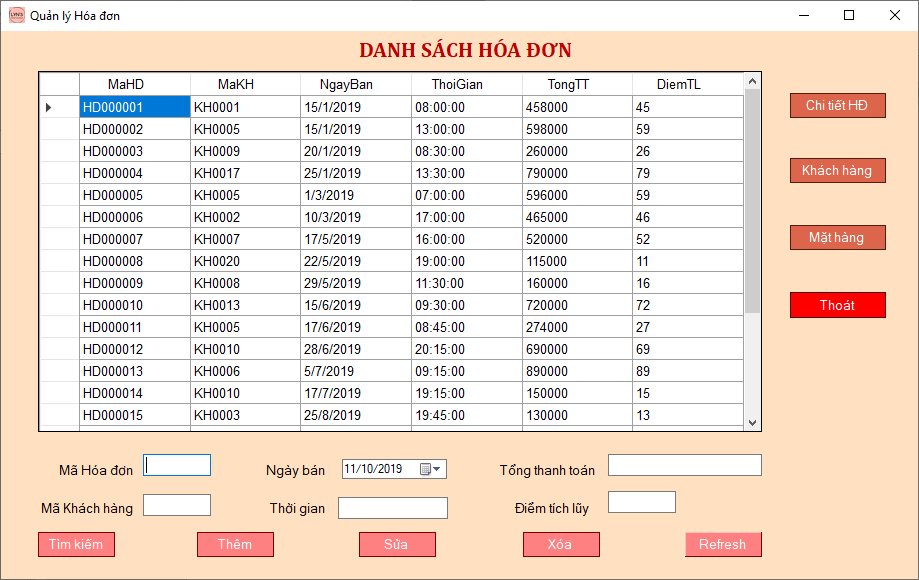 Quản lý Hóa đơn
DANH SÁCH HÓA ĐƠN
MaHD MaKH NgayBan ThoiGian TongTT DiemTL
HD000001 KH0001 15/1/2019 08:00:00 458000 45
HD000002 KH0005 15/1/2019 13:00:00 598000 59
HD000003 KH0009 20/1/2019 08:30:00 260000 26
HD000004 KH0017 25/1/2019 13:30:00 790000 79
HD000005 KH0005 1/3/2019 07:00:00 596000 59
HD000006 KH0002 10/3/2019 17:00:00 465000 46
HD000007 KH0007 17/5/2019 16:00:00 520000 52
HD000008 KH0020 22/5/2019 19:00:00 115000 11
HD000009 KH0008 29/5/2019 11:30:00 160000 16
HD000010 KH0013 15/6/2019 09:30:00 720000 72
HD000011 KH0005 17/6/2019 08:45:00 274000 27
HD000012 KH0010 28/6/2019 20:15:00 690000 69
HD000013 KH0006 5/7/2019 09:15:00 890000 89
HD000014 KH0010 17/7/2019 19:15:00 150000 15
HD000015 KH0003 25/8/2019 19:45:00 130000 13
Chi tiết HĐ
Khách hàng
Mặt hàng
Thoát
Mã Hóa đơn Ngày bán 11/10/2019 Tổng thanh toán
Mã Khách hàng Thời gian Điểm tích lũy
Tìm kiếm Thêm Sửa Xóa Refresh